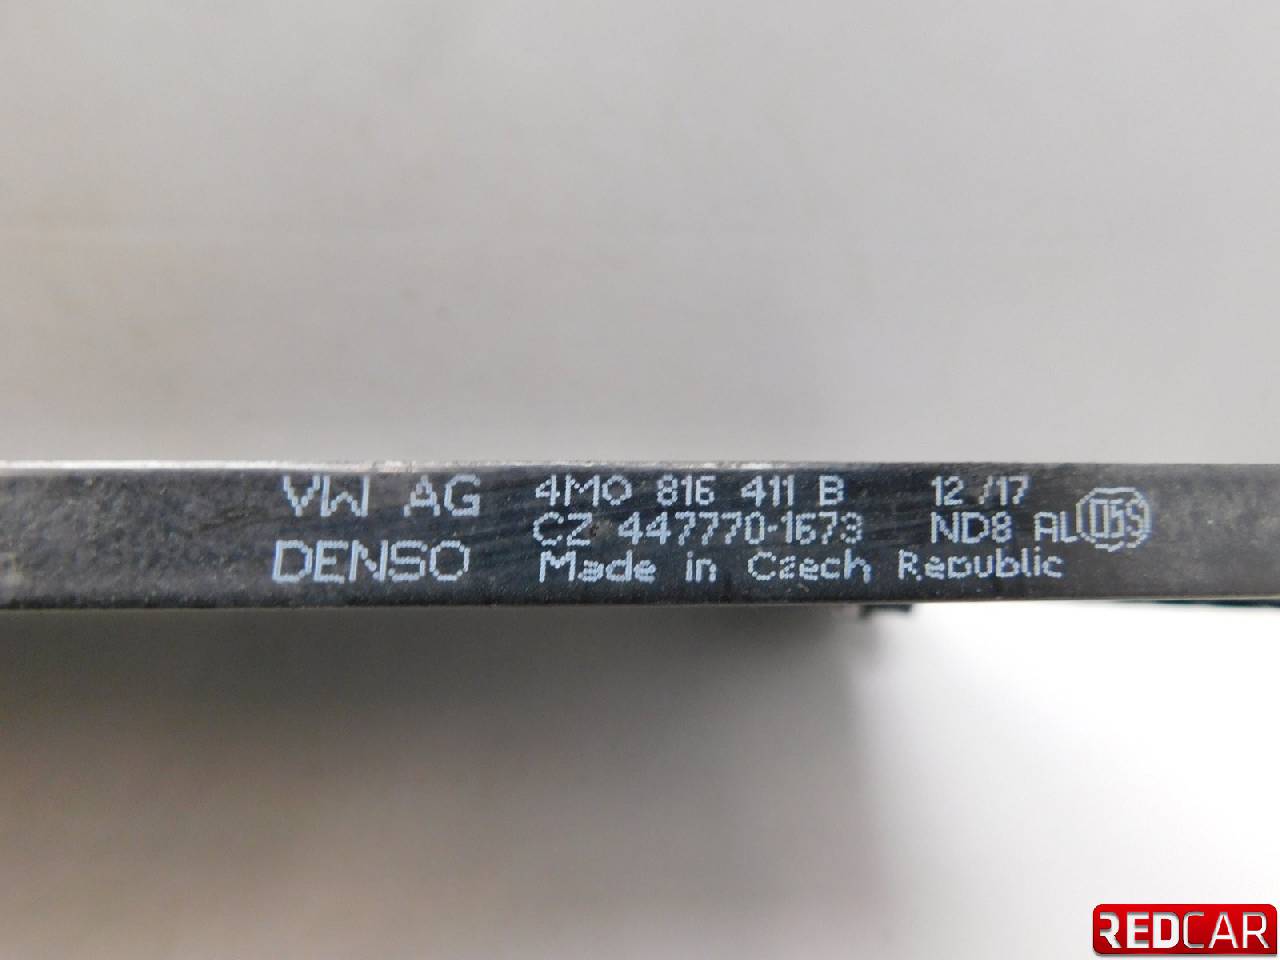 VW AG 4M0 816 411 B 12/17
DENSO CZ 447770-1673 ND8 AL
Made in Czech Republic
REDCAR